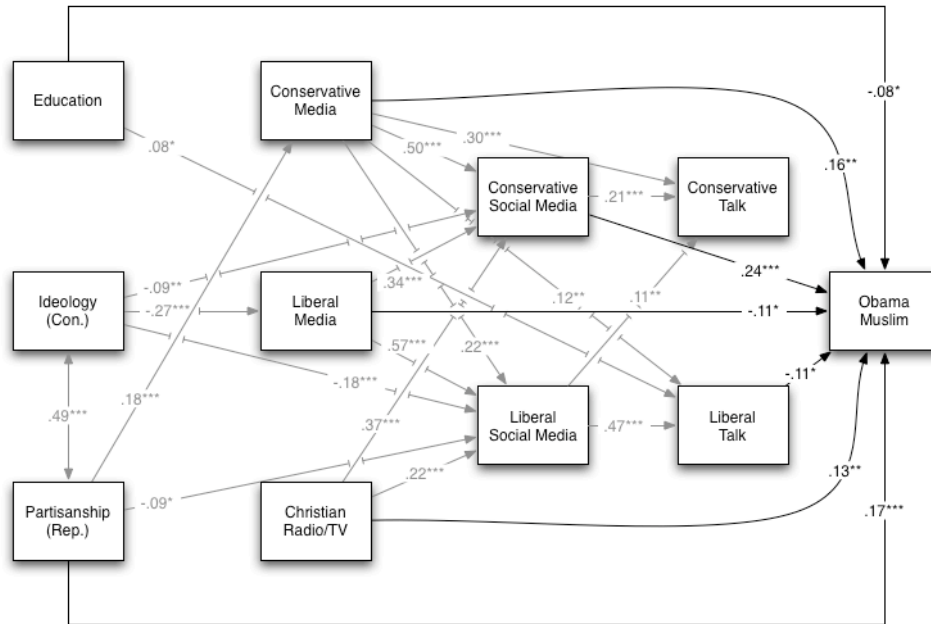 Education
Conservative
Media
-.08*
.08*
.50***
.30***
.16**
Conservative
Social Media
.21***
Conservative
Talk
-.09**
.34***
.24***
Ideology
(Con.)
-.27***
Liberal
Media
.12**
.11**
-.11*
Obama
Muslim
.57***
.22***
-.18***
-.11*
.49***
.18***
.37***
Liberal
Social Media
.47***
Liberal
Talk
.22***
.13**
Partisanship
(Rep.)
-.09*
Christian
Radio/TV
.17***